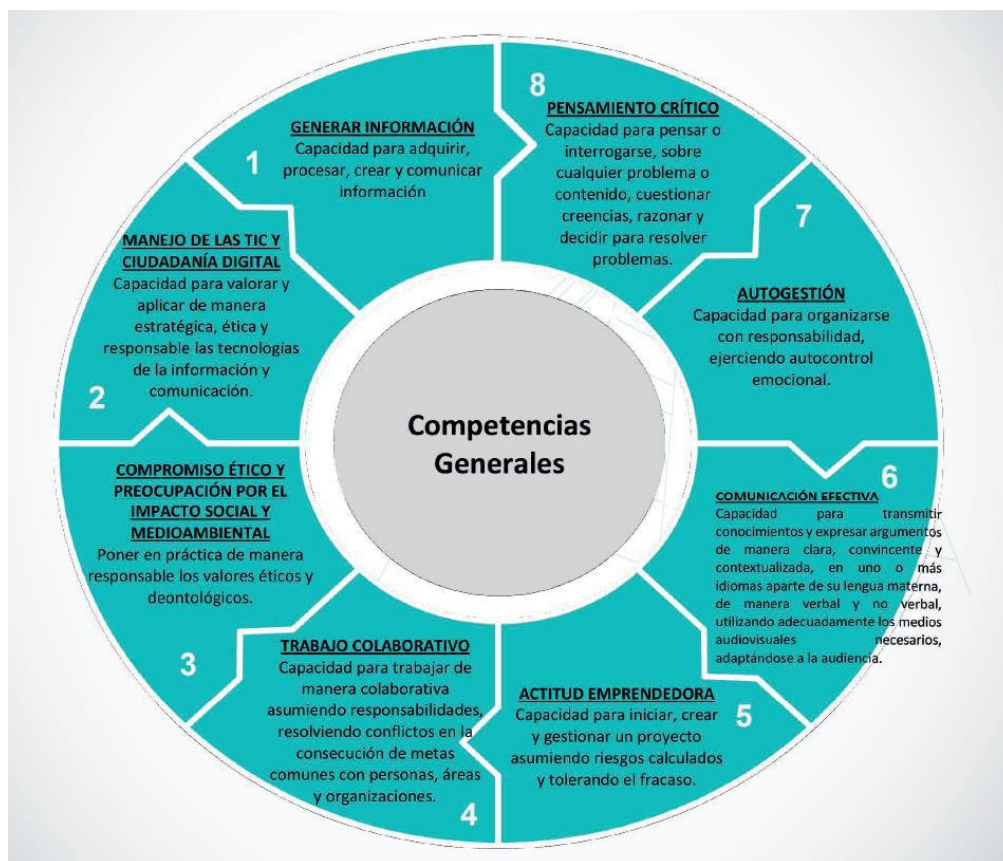 1
GENERAR INFORMACIÓN
Capacidad para adquirir,
procesar, crear y comunicar
información
2
MANEJO DE LAS TIC Y
CIUDADANÍA DIGITAL
Capacidad para valorar y
aplicar de manera
estratégica, ética y
responsable las tecnologías
de la información y
comunicación.
3
COMPROMISO ÉTICO Y
PREOCUPACIÓN POR EL
IMPACTO SOCIAL Y
MEDIOAMBIENTAL
Poner en práctica de manera
responsable los valores éticos y
deontológicos.
4
TRABAJO COLABORATIVO
Capacidad para trabajar de
manera colaborativa
asumiendo responsabilidades,
resolviendo conflictos en la
consecución de metas
comunes con personas, áreas
y organizaciones.
5
ACTITUD EMPRENDEDORA
Capacidad para iniciar, crear
y gestionar un proyecto
asumiendo riesgos calculados
y tolerando el fracaso.
6
COMUNICACIÓN EFECTIVA
Capacidad para transmitir
conocimientos y expresar argumentos
de manera clara, convincente y
contextualizada, en uno o más
idiomas aparte de su lengua materna,
de manera verbal y no verbal,
utilizando adecuadamente los medios
audiovisuales necesarios,
adaptándose a la audiencia.
7
AUTOGESTIÓN
Capacidad para organizarse
con responsabilidad,
ejerciendo autocontrol
emocional.
8
PENSAMIENTO CRÍTICO
Capacidad para pensar o
interrogarse, sobre
cualquier problema o
contenido, cuestionar
creencias, razonar y
decidir para resolver
problemas.
Competencias
Generales